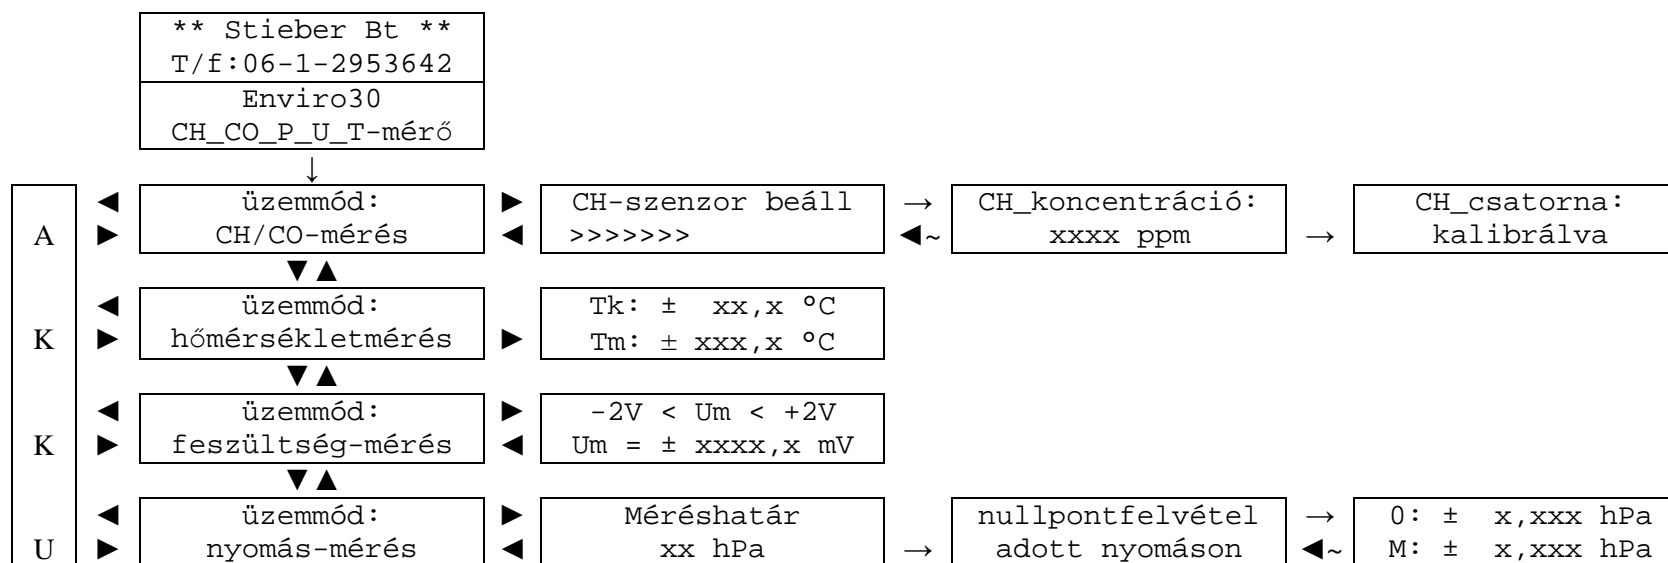 ** Stieber Bt **
T/f:06-1-2953642
Enviro30
CH_CO_P_U_T-mérő
↓
A ◄ ► üzemmód: CH/CO-mérés ► ◄ CH-szenzor beáll >>>>>>> → ◄~ CH_koncentráció: xxxx ppm → CH_csatorna: kalibrálva
▼▲
K ◄ ► üzemmód: hőmérsékletmérés ► Tk: ± xx,x °C Tm: ± xxx,x °C
▼▲
K ◄ ► üzemmód: feszültség-mérés ► ◄ -2V < Um < +2V Um = ± xxxx,x mV
▼▲
U ◄ ► üzemmód: nyomás-mérés ► ◄ Méréshatár xx hPa → nullpontfelvétel adott nyomáson → ◄~ 0: ± x,xxx hPa M: ± x,xxx hPa